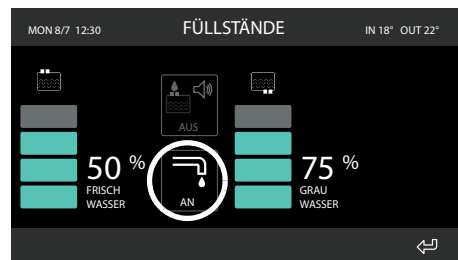 MON 8/7 12:30 FÜLLSTÄNDE IN 18° OUT 22°
AUS
50 %
FRISCH
WASSER
AN
75 %
GRAU
WASSER